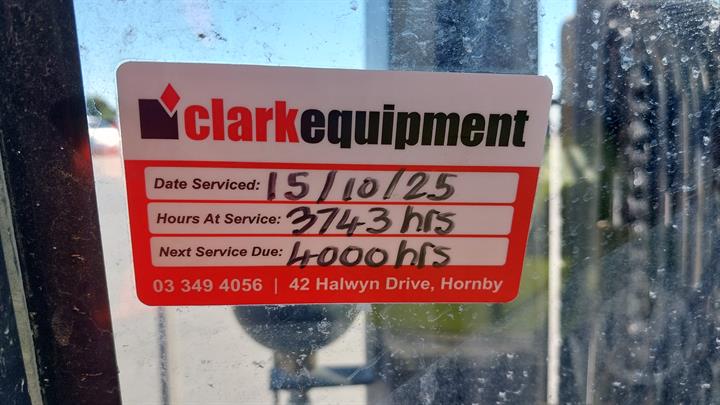 clarkequipment
Date Serviced: 15/10/25
Hours At Service: 3743 hrs
Next Service Due: 4000 hrs
03 349 4056 | 42 Halwyn Drive, Hornby